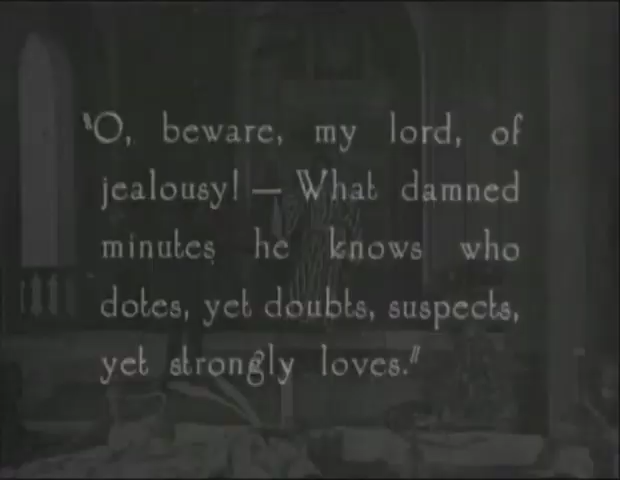 "O, beware, my lord, of
jealousy! — What damned
minutes he knows who
dotes, yet doubts, suspects,
yet strongly loves."